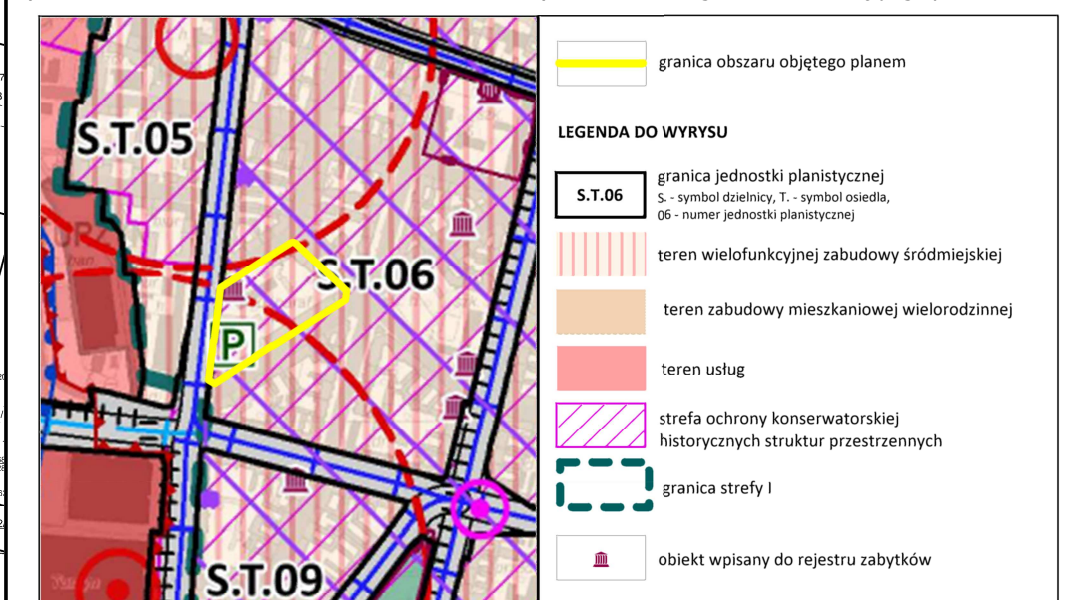 S.T.05
S.T.06
P
S.T.09
granica obszaru objętego planem
LEGENDA DO WYRYSU
S.T.06
granica jednostki planistycznej
S. - symbol dzielnicy, T. - symbol osiedla,
06 - numer jednostki planistycznej
teren wielofunkcyjnej zabudowy śródmiejskiej
teren zabudowy mieszkaniowej wielorodzinnej
teren usług
strefa ochrony konserwatorskiej
historycznych struktur przestrzennych
granica strefy I
obiekt wpisany do rejestru zabytków